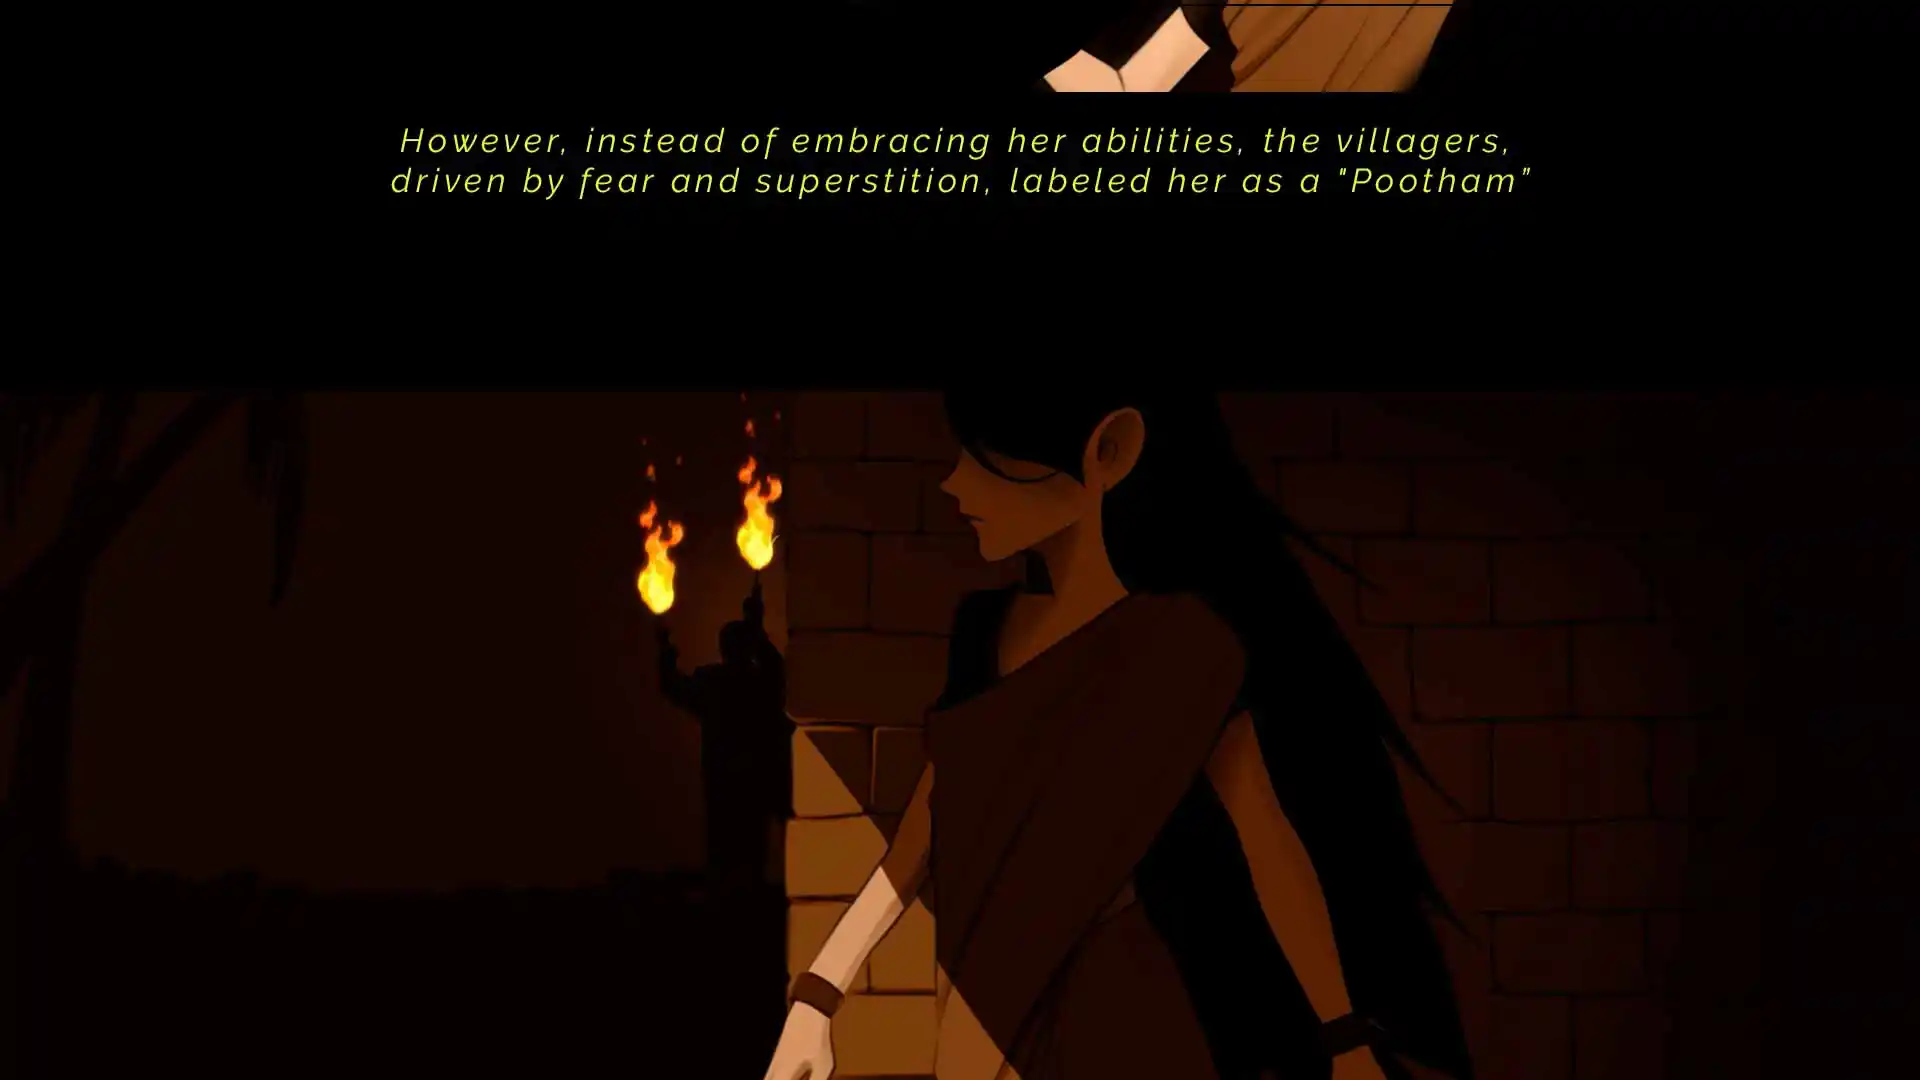 However, instead of embracing her abilities, the villagers,
driven by fear and superstition, labeled her as a "Pootham”